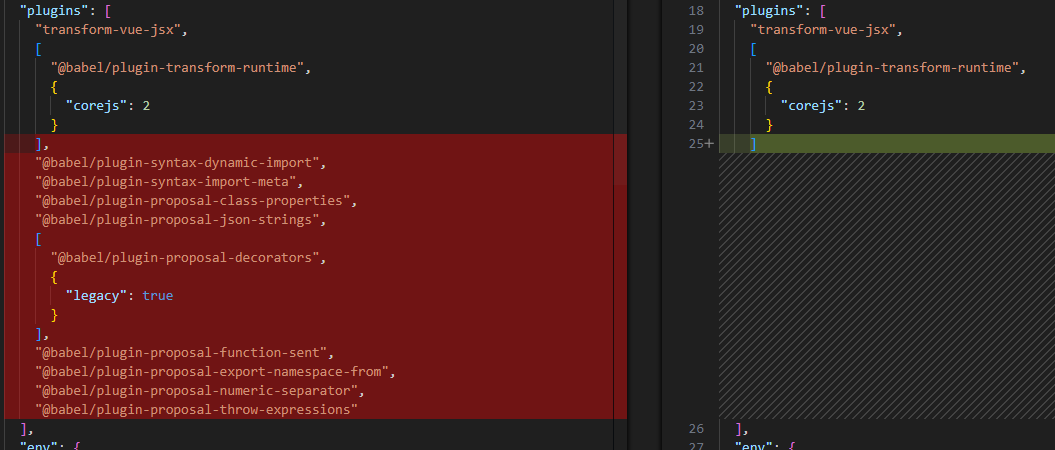 "plugins": [
"transform-vue-jsx",
[
"@babel/plugin-transform-runtime",
{
"corejs": 2
}
],
"@babel/plugin-syntax-dynamic-import",
"@babel/plugin-syntax-import-meta",
"@babel/plugin-proposal-class-properties",
"@babel/plugin-proposal-json-strings",
[
"@babel/plugin-proposal-decorators",
{
"legacy": true
}
],
"@babel/plugin-proposal-function-sent",
"@babel/plugin-proposal-export-namespace-from",
"@babel/plugin-proposal-numeric-separator",
"@babel/plugin-proposal-throw-expressions"
],
"env": {
18 "plugins": [
19 "transform-vue-jsx",
20 [
21 "@babel/plugin-transform-runtime",
22 {
23 "corejs": 2
24 }
25+ ]
26 ],
27 "env": {